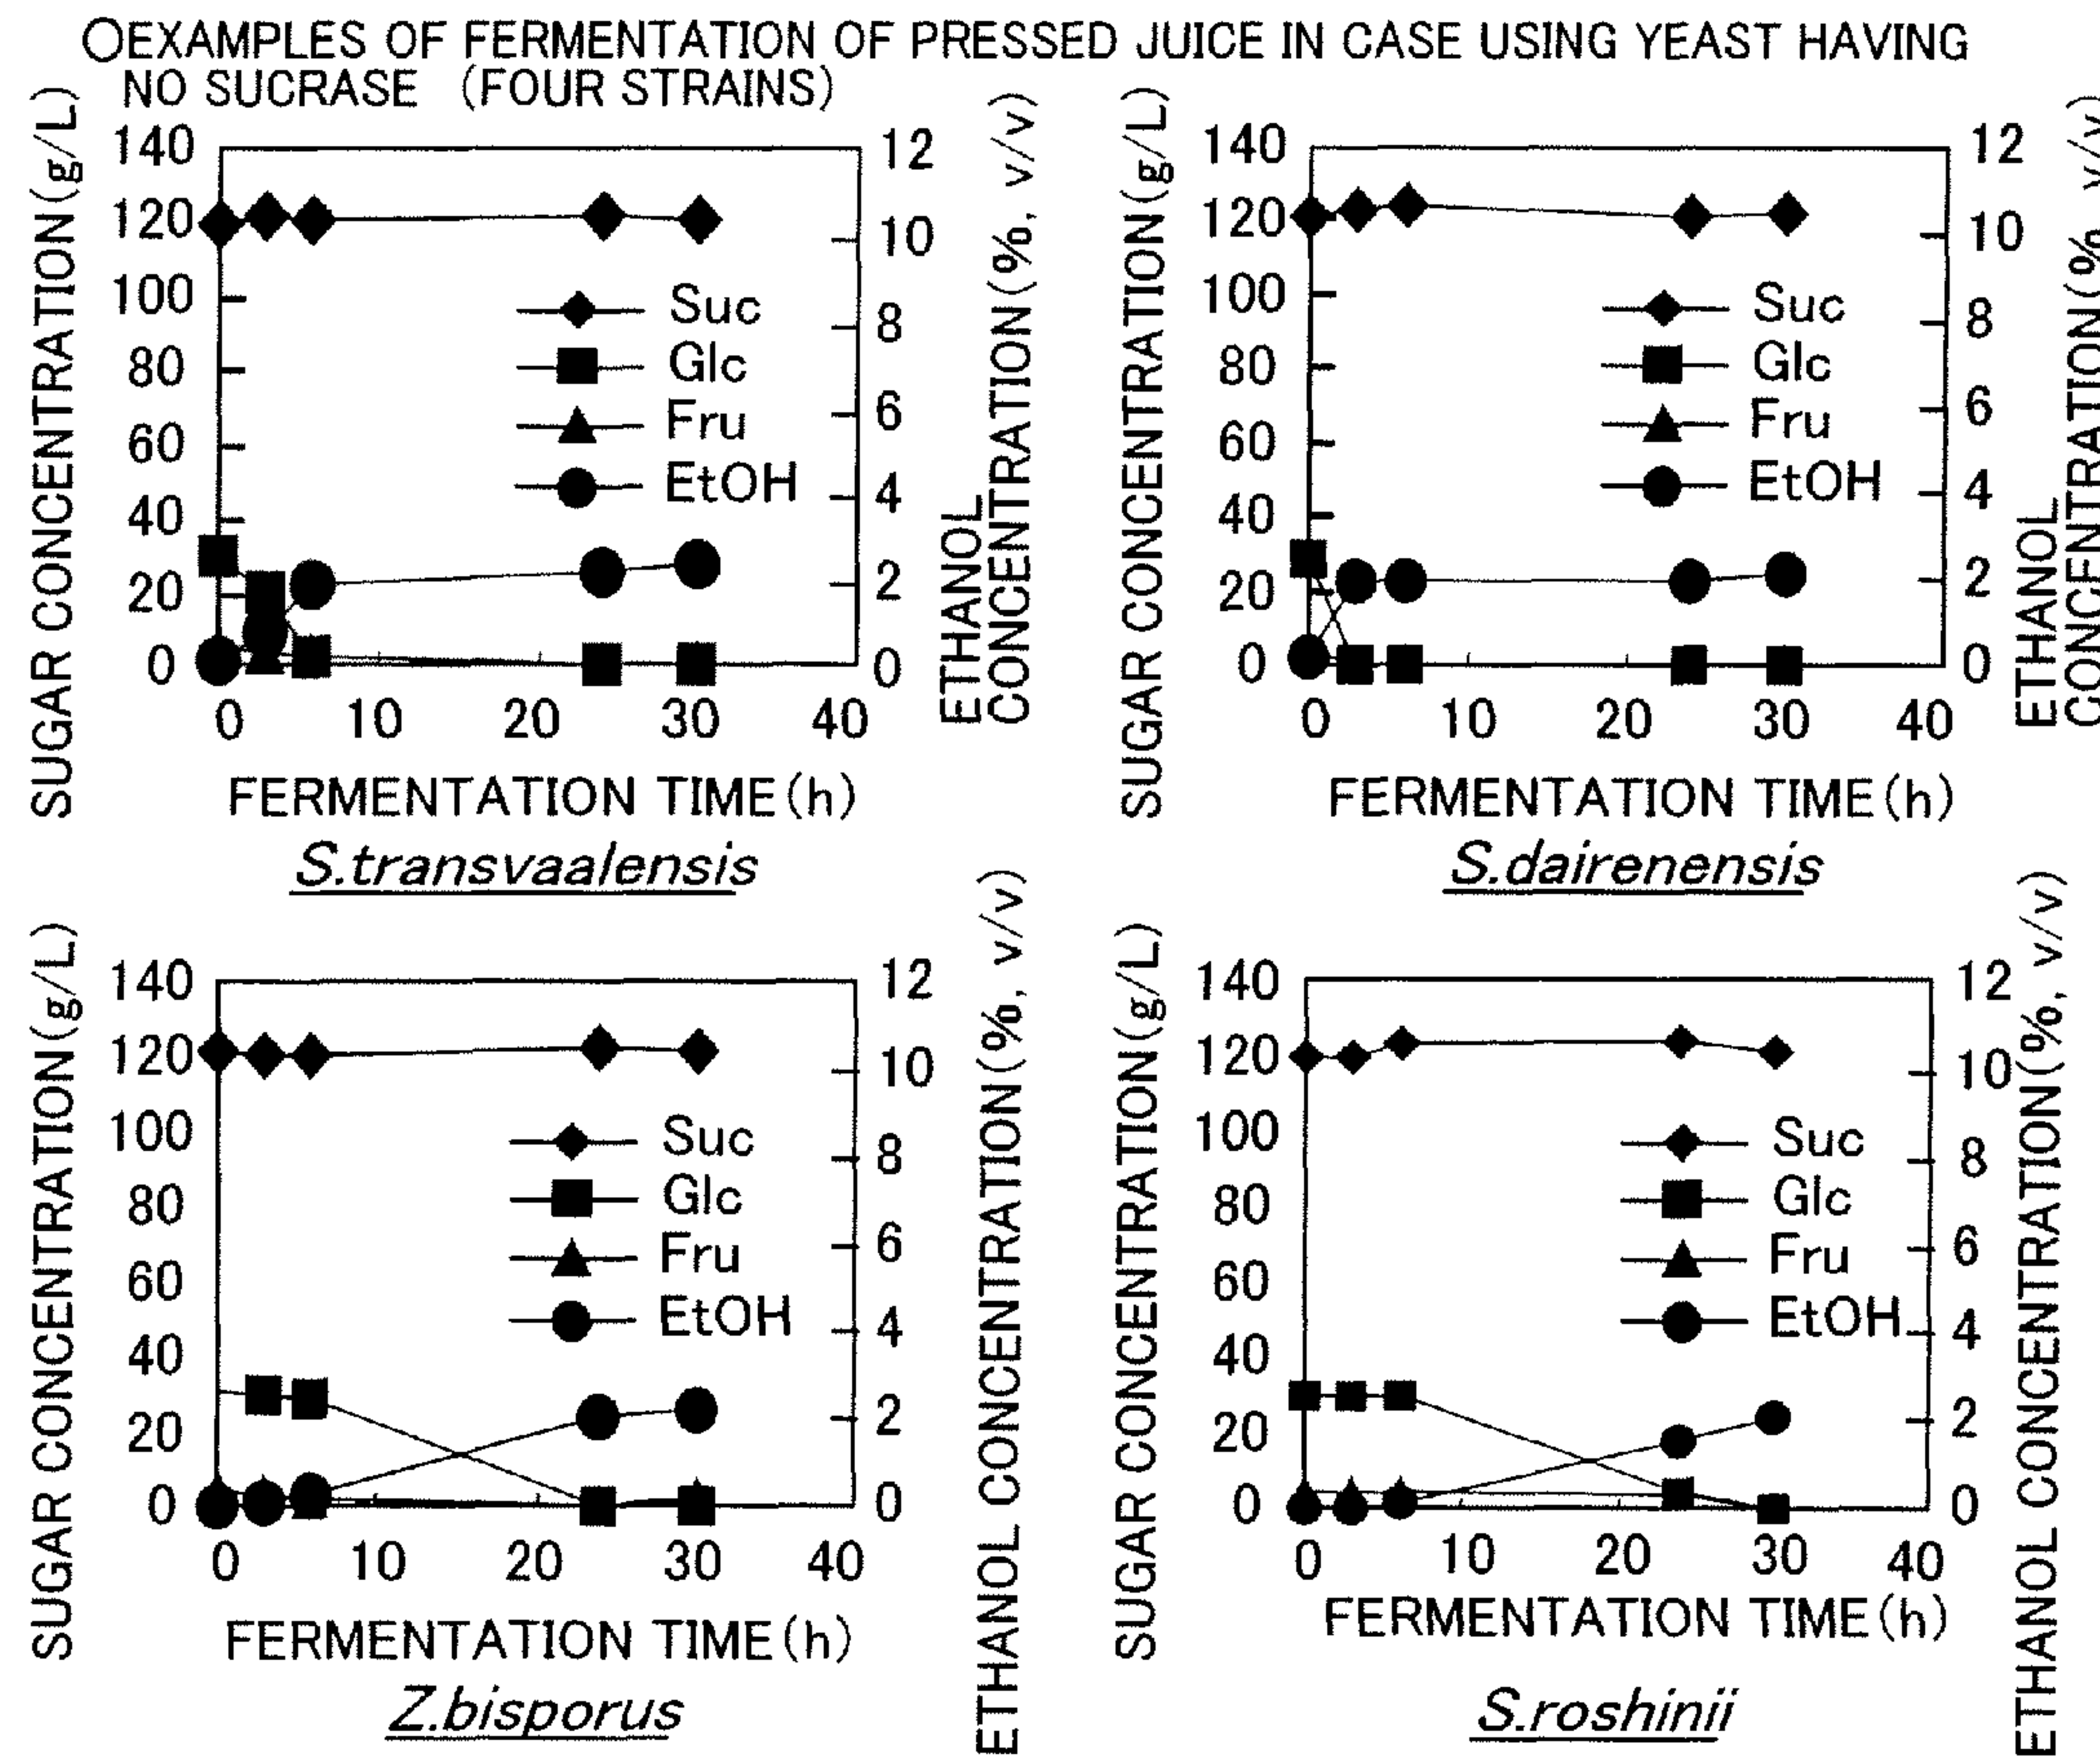 ○EXAMPLES OF FERMENTATION OF PRESSED JUICE IN CASE USING YEAST HAVING
NO SUCRASE (FOUR STRAINS)
SUGAR CONCENTRATION(g/L)
140
120
100
80
60
40
20
0
12
10
8
6
4
2
0
ETHANOL
CONCENTRATION(%, v/v)
Suc
Glc
Fru
EtOH
0 10 20 30 40
FERMENTATION TIME(h)
S.transvaalensis
SUGAR CONCENTRATION(g/L)
140
120
100
80
60
40
20
0
12
10
8
6
4
2
0
ETHANOL
CONCENTRATION(%, v/v)
Suc
Glc
Fru
EtOH
0 10 20 30 40
FERMENTATION TIME(h)
S.dairenensis
SUGAR CONCENTRATION(g/L)
140
120
100
80
60
40
20
0
12
10
8
6
4
2
0
ETHANOL CONCENTRATION(%, v/v)
Suc
Glc
Fru
EtOH
0 10 20 30 40
FERMENTATION TIME(h)
Z.bisporus
SUGAR CONCENTRATION(g/L)
140
120
100
80
60
40
20
0
12
10
8
6
4
2
0
ETHANOL CONCENTRATION(%, v/v)
Suc
Glc
Fru
EtOH
0 10 20 30 40
FERMENTATION TIME(h)
S.roshinii